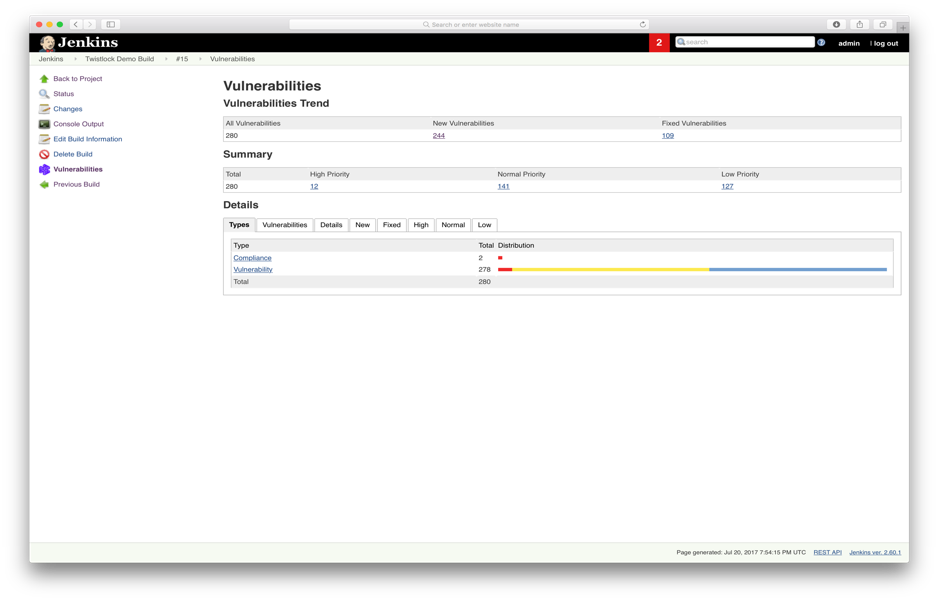 Search or enter website name
Jenkins
2
search
admin
| log out
Jenkins
Twistlock Demo Build
#15
Vulnerabilities
Back to Project
Status
Changes
Console Output
Edit Build Information
Delete Build
Vulnerabilities
Previous Build
Vulnerabilities
Vulnerabilities Trend
All Vulnerabilities New Vulnerabilities Fixed Vulnerabilities
280 244 109
Summary
Total High Priority Normal Priority Low Priority
280 12 141 127
Details
Types Vulnerabilities Details New Fixed High Normal Low
Type Total Distribution
Compliance 2
Vulnerability 278
Total 280
Page generated: Jul 20, 2017 7:54:15 PM UTC REST API Jenkins ver. 2.60.1